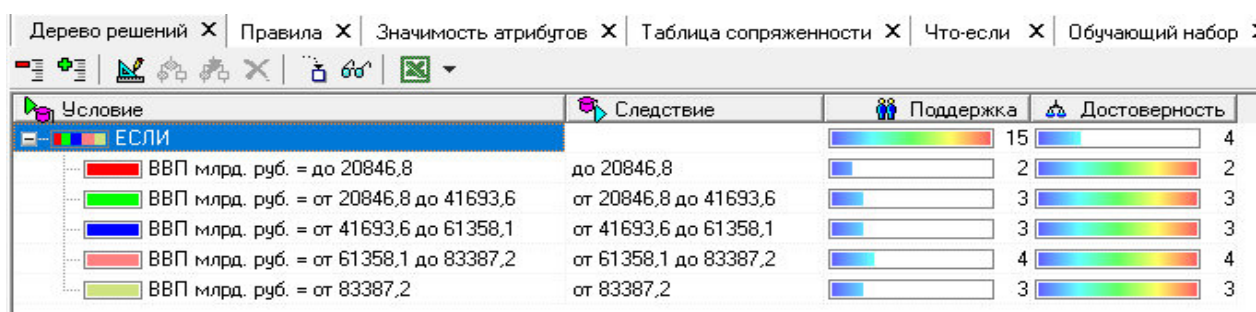 Дерево решений X Правила X Значимость атрибутов X Таблица сопряженности X Что-если X Обучающий набор
Условие Следствие Поддержка Достоверность
ЕСЛИ 15 4
ВВП млрд. руб. = до 20846,8 до 20846,8 2 2
ВВП млрд. руб. = от 20846,8 до 41693,6 от 20846,8 до 41693,6 3 3
ВВП млрд. руб. = от 41693,6 до 61358,1 от 41693,6 до 61358,1 3 3
ВВП млрд. руб. = от 61358,1 до 83387,2 от 61358,1 до 83387,2 4 4
ВВП млрд. руб. = от 83387,2 от 83387,2 3 3